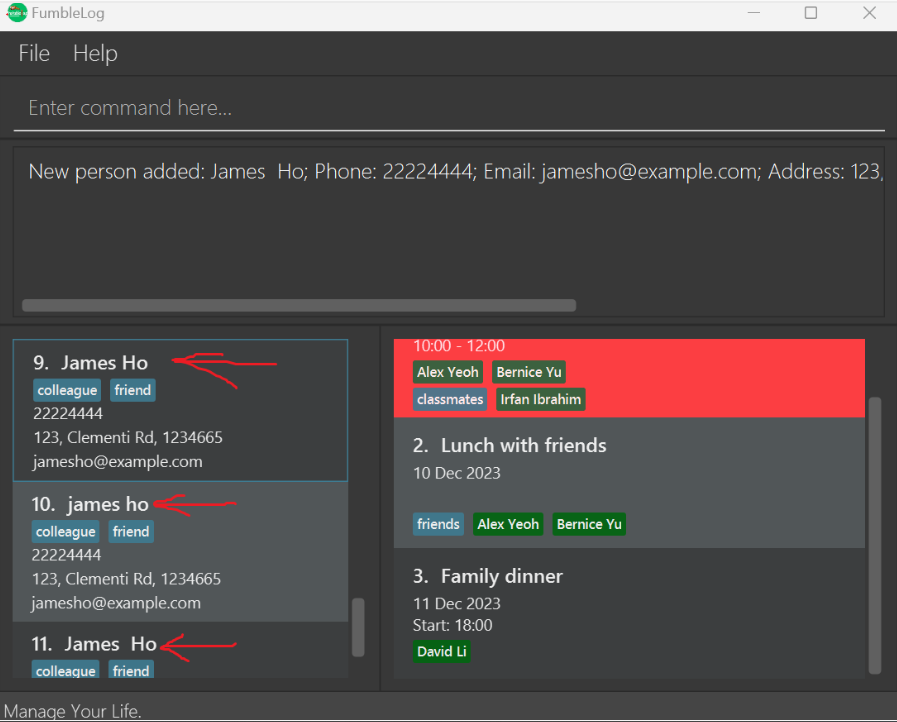 FumbleLog
File Help
Enter command here...
New person added: James  Ho; Phone: 22224444; Email: jamesho@example.com; Address: 123,
9. James Ho
colleague friend
22224444
123, Clementi Rd, 1234665
jamesho@example.com
10. james ho
colleague friend
22224444
123, Clementi Rd, 1234665
jamesho@example.com
11. James  Ho
colleague friend
10:00 - 12:00
Alex Yeoh Bernice Yu
classmates Irfan Ibrahim
2. Lunch with friends
10 Dec 2023
friends Alex Yeoh Bernice Yu
3. Family dinner
11 Dec 2023
Start: 18:00
David Li
Manage Your Life.